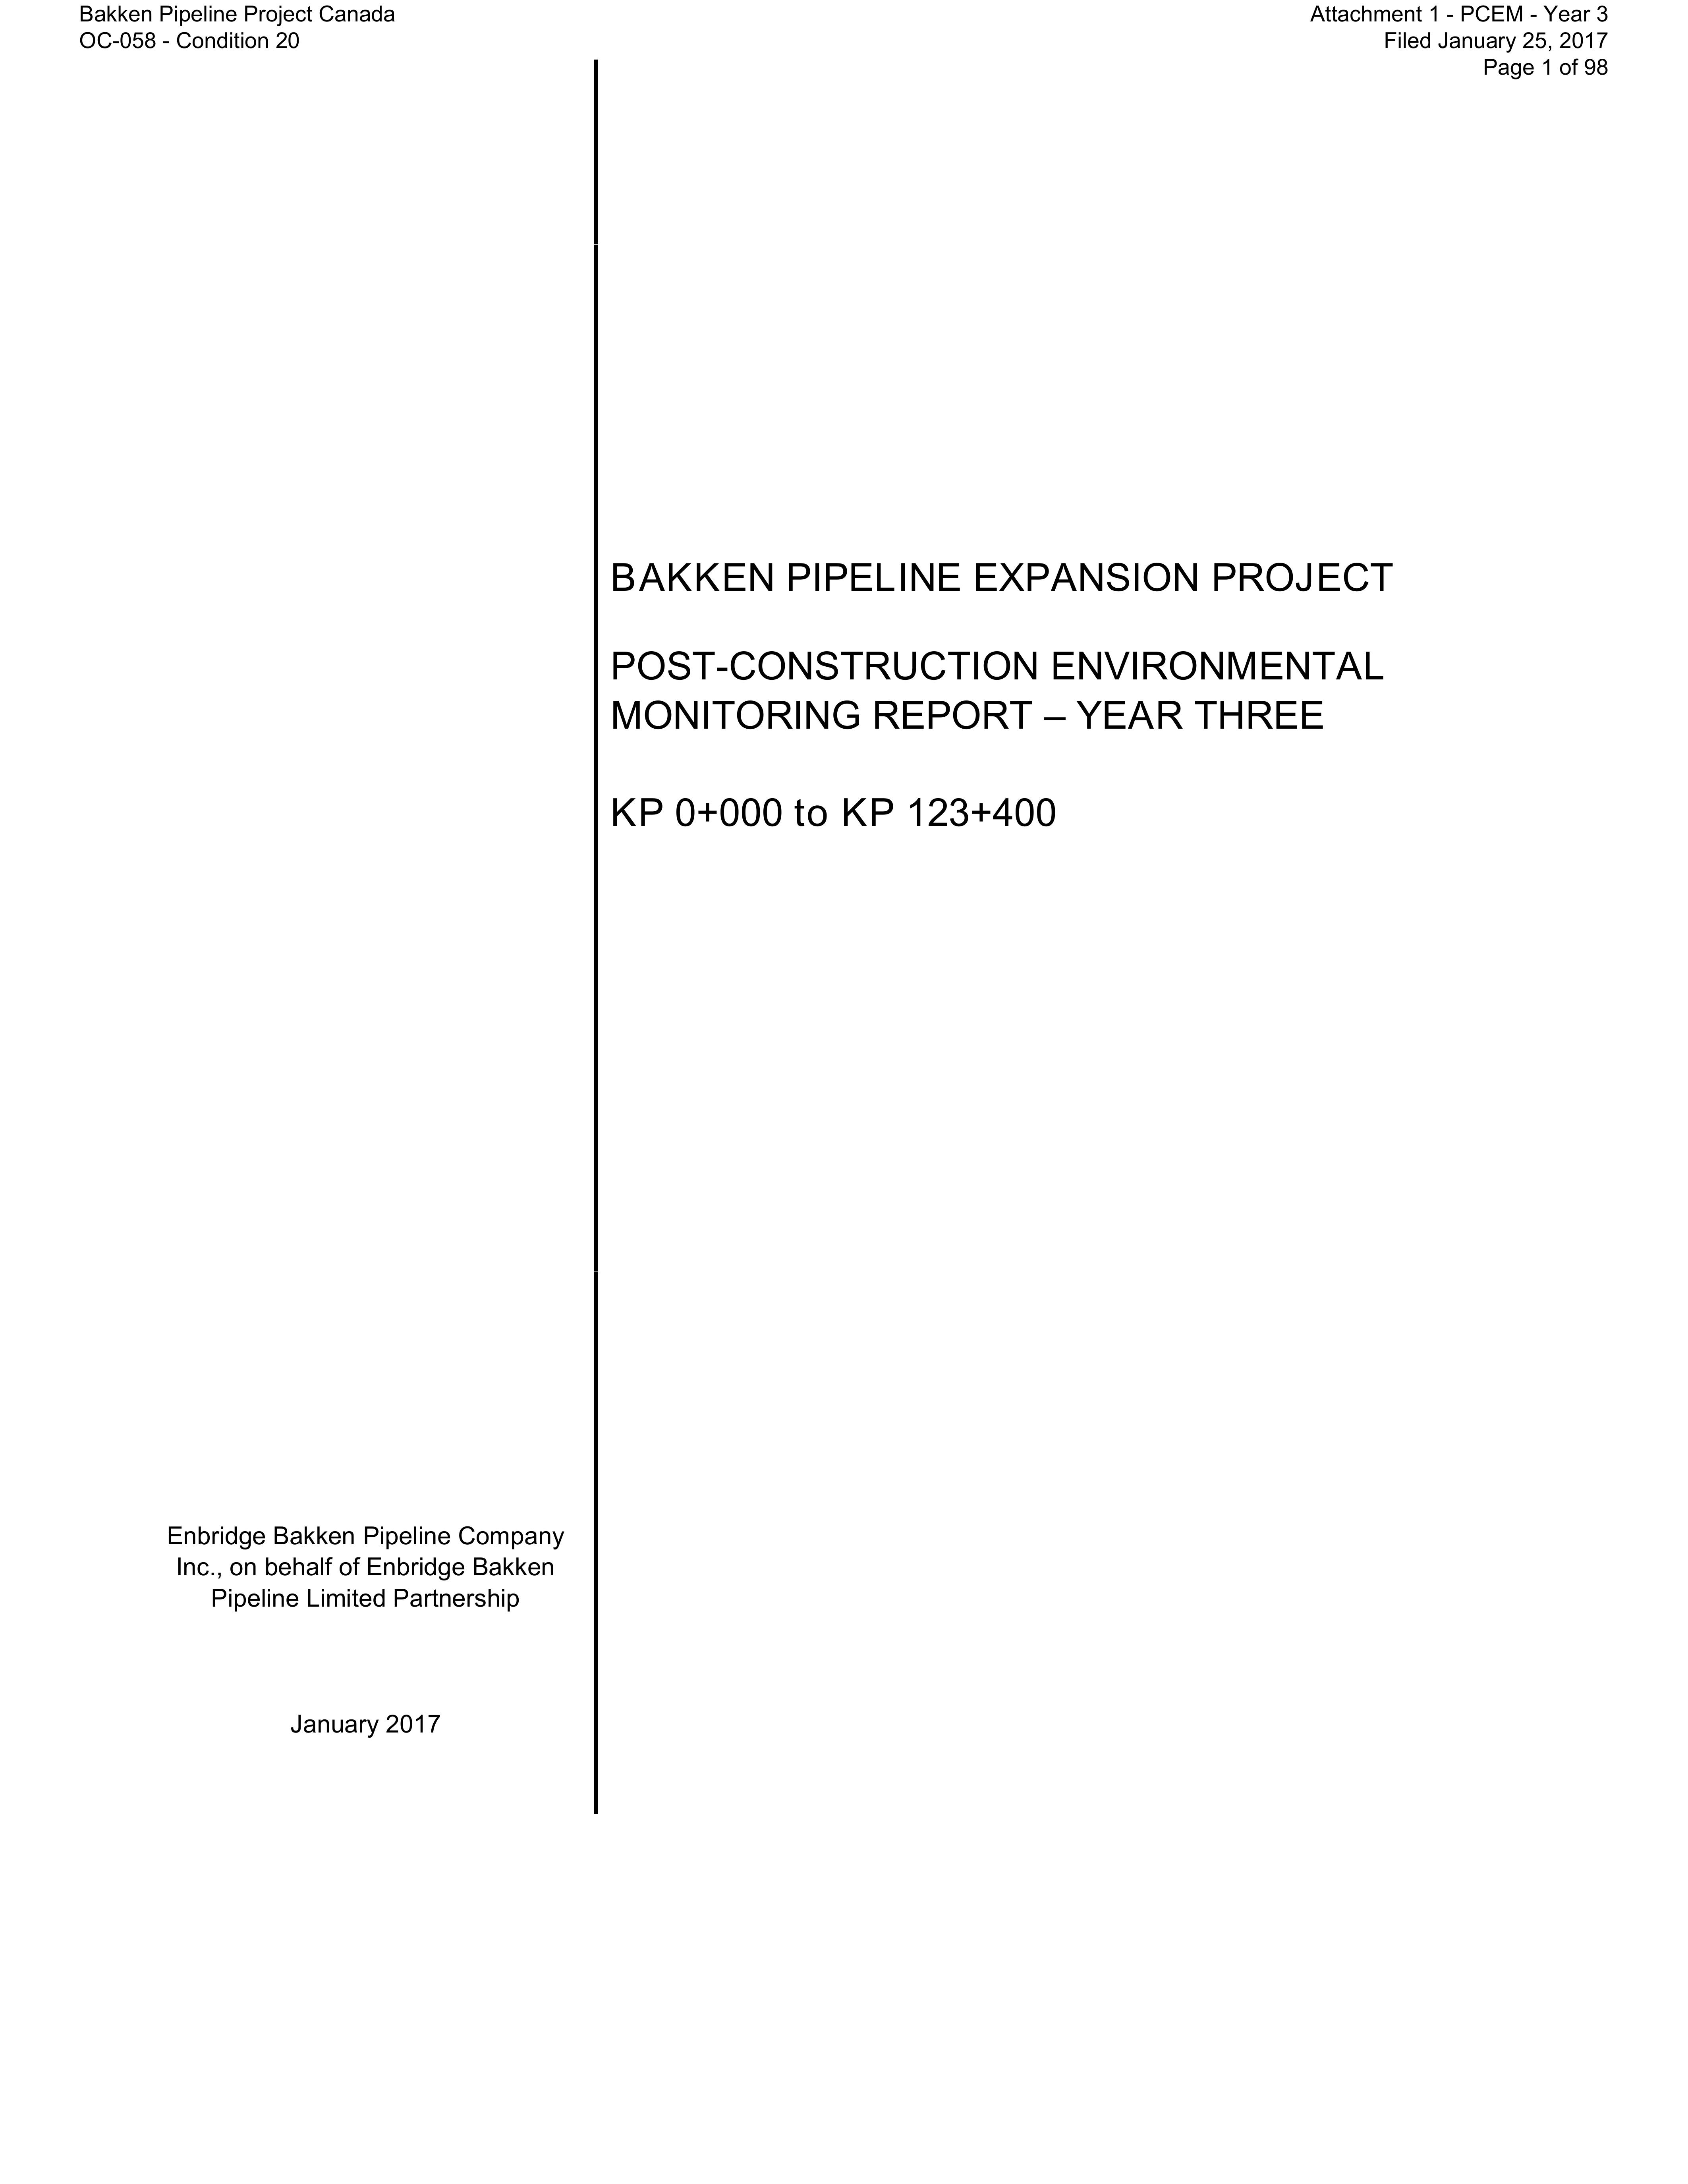 Bakken Pipeline Project Canada
OC-058 - Condition 20
Attachment 1 - PCEM - Year 3
Filed January 25, 2017
Page 1 of 98
BAKKEN PIPELINE EXPANSION PROJECT
POST-CONSTRUCTION ENVIRONMENTAL
MONITORING REPORT – YEAR THREE
KP 0+000 to KP 123+400
Enbridge Bakken Pipeline Company
Inc., on behalf of Enbridge Bakken
Pipeline Limited Partnership
January 2017